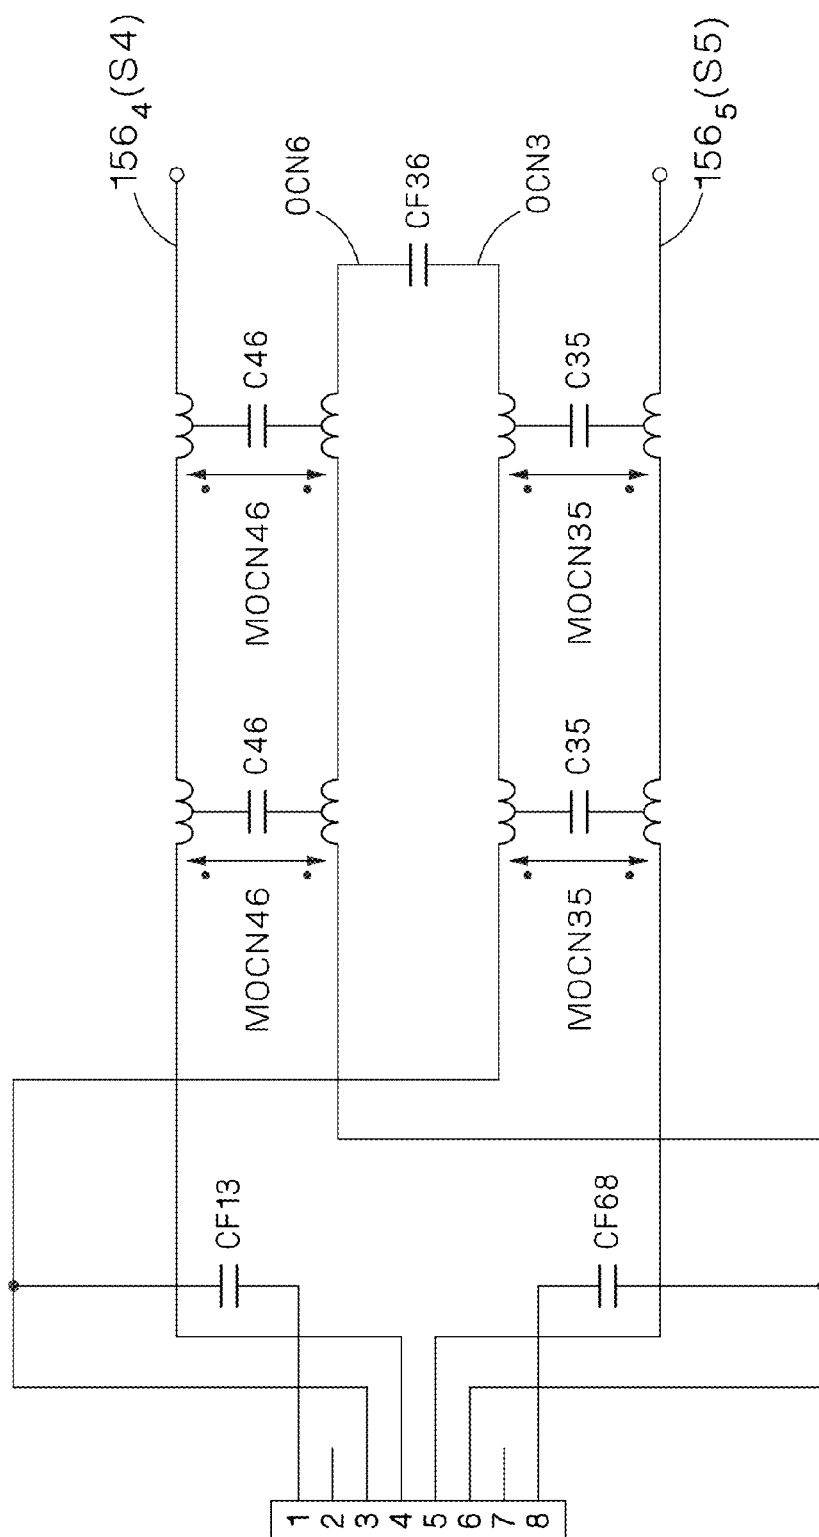 156₄(S4)
OCN6
CF36
OCN3
156₅(S5)
C46
C35
MOCN46
MOCN35
C46
C35
MOCN46
MOCN35
CF13
CF68
1
2
3
4
5
6
7
8